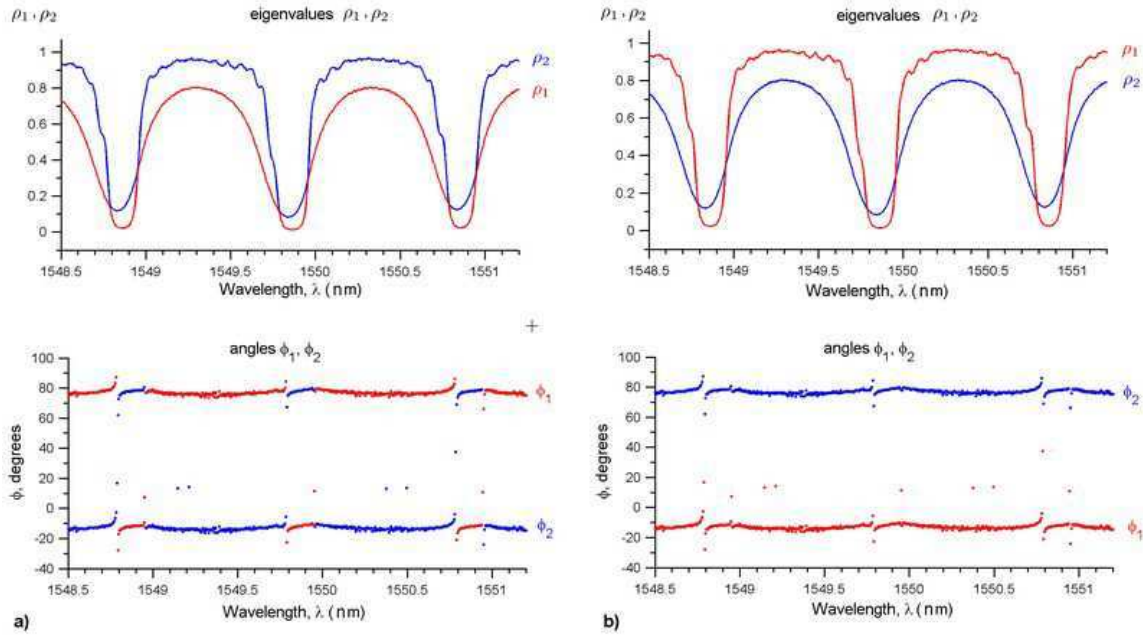 ρ₁ , ρ₂
eigenvalues ρ₁ , ρ₂
1
0.8
0.6
0.4
0.2
0
ρ₂
ρ₁
1548.5 1549 1549.5 1550 1550.5 1551
Wavelength, λ ( nm )
+
angles ϕ₁, ϕ₂
ϕ, degrees
100
80
60
40
20
0
-20
-40
ϕ₁
ϕ₂
1548.5 1549 1549.5 1550 1550.5 1551
Wavelength, λ ( nm )
a)
ρ₁ , ρ₂
eigenvalues ρ₁ , ρ₂
1
0.8
0.6
0.4
0.2
0
ρ₁
ρ₂
1548.5 1549 1549.5 1550 1550.5 1551
Wavelength, λ ( nm )
angles ϕ₁, ϕ₂
ϕ, degrees
100
80
60
40
20
0
-20
-40
ϕ₂
ϕ₁
1548.5 1549 1549.5 1550 1550.5 1551
Wavelength, λ ( nm )
b)